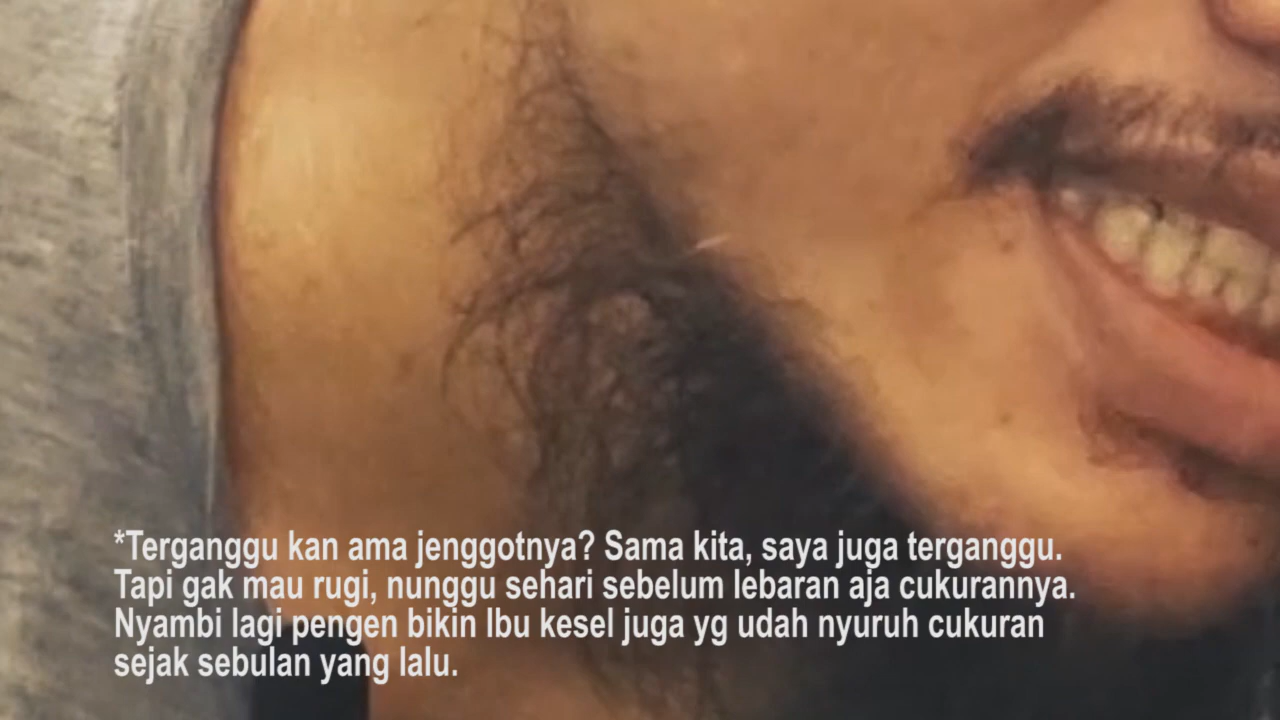 *Terganggu kan ama jenggotnya? Sama kita, saya juga terganggu.
Tapi gak mau rugi, nunggu sehari sebelum lebaran aja cukurannya.
Nyambi lagi pengen bikin Ibu kesel juga yg udah nyuruh cukuran
sejak sebulan yang lalu.